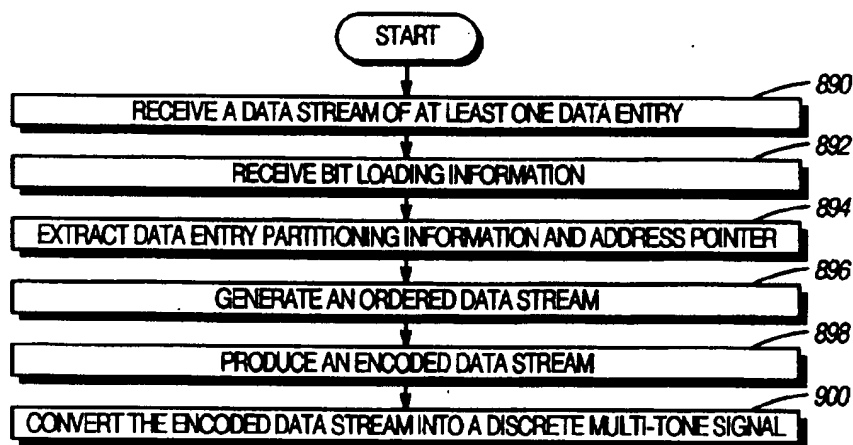 START
890
RECEIVE A DATA STREAM OF AT LEAST ONE DATA ENTRY
892
RECEIVE BIT LOADING INFORMATION
894
EXTRACT DATA ENTRY PARTITIONING INFORMATION AND ADDRESS POINTER
896
GENERATE AN ORDERED DATA STREAM
898
PRODUCE AN ENCODED DATA STREAM
900
CONVERT THE ENCODED DATA STREAM INTO A DISCRETE MULTI-TONE SIGNAL